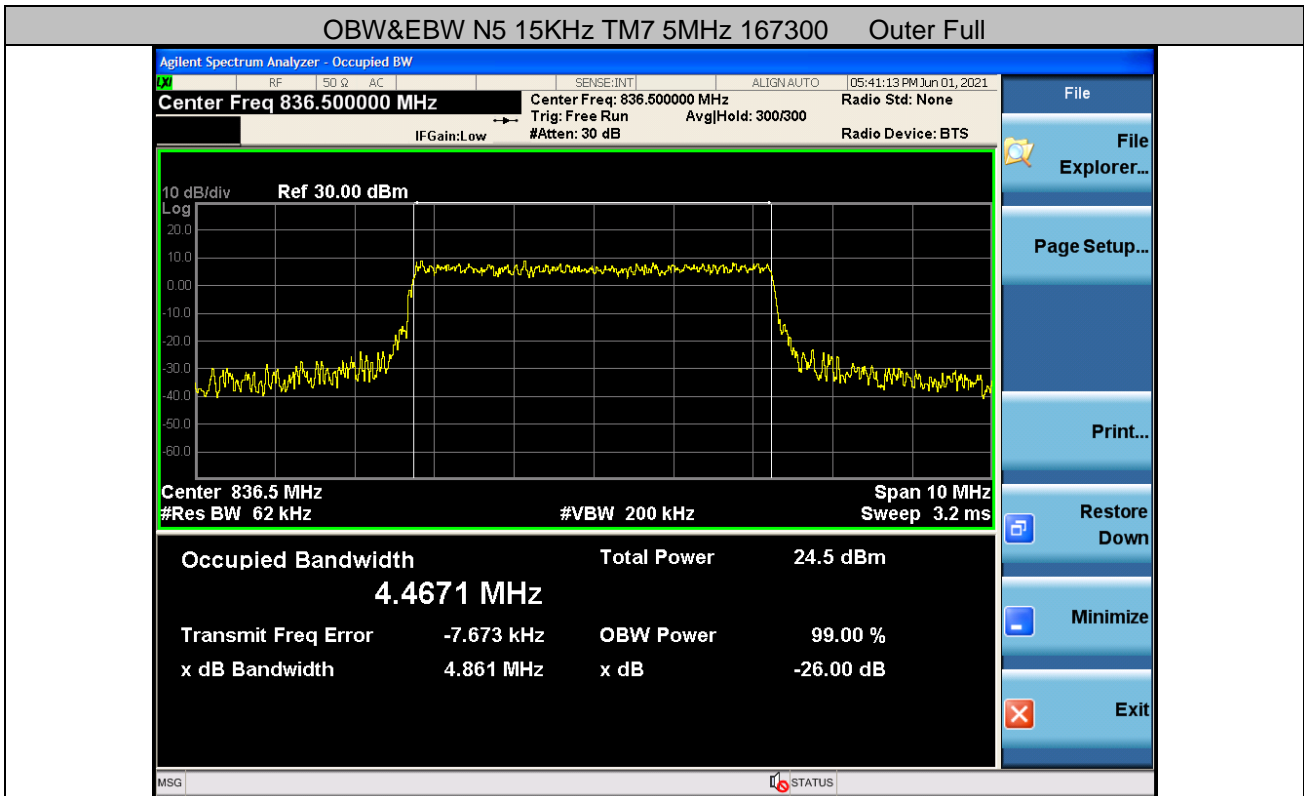 OBW&EBW N5 15KHz TM7 5MHz 167300 Outer Full
Agilent Spectrum Analyzer - Occupied BW
LXI RF 50 Ω AC SENSE:INT ALIGN AUTO 05:41:13 PM Jun 01, 2021
Center Freq 836.500000 MHz
Center Freq: 836.500000 MHz
Radio Std: None
Trig: Free Run Avg|Hold: 300/300
IFGain:Low #Atten: 30 dB Radio Device: BTS
10 dB/div Ref 30.00 dBm
Log
20.0
10.0
0.00
-10.0
-20.0
-30.0
-40.0
-50.0
-60.0
Center 836.5 MHz Span 10 MHz
#Res BW 62 kHz #VBW 200 kHz Sweep 3.2 ms
Occupied Bandwidth Total Power 24.5 dBm
4.4671 MHz
Transmit Freq Error -7.673 kHz OBW Power 99.00 %
x dB Bandwidth 4.861 MHz x dB -26.00 dB
MSG STATUS
File
File
Explorer...
Page Setup...
Print...
Restore
Down
Minimize
Exit